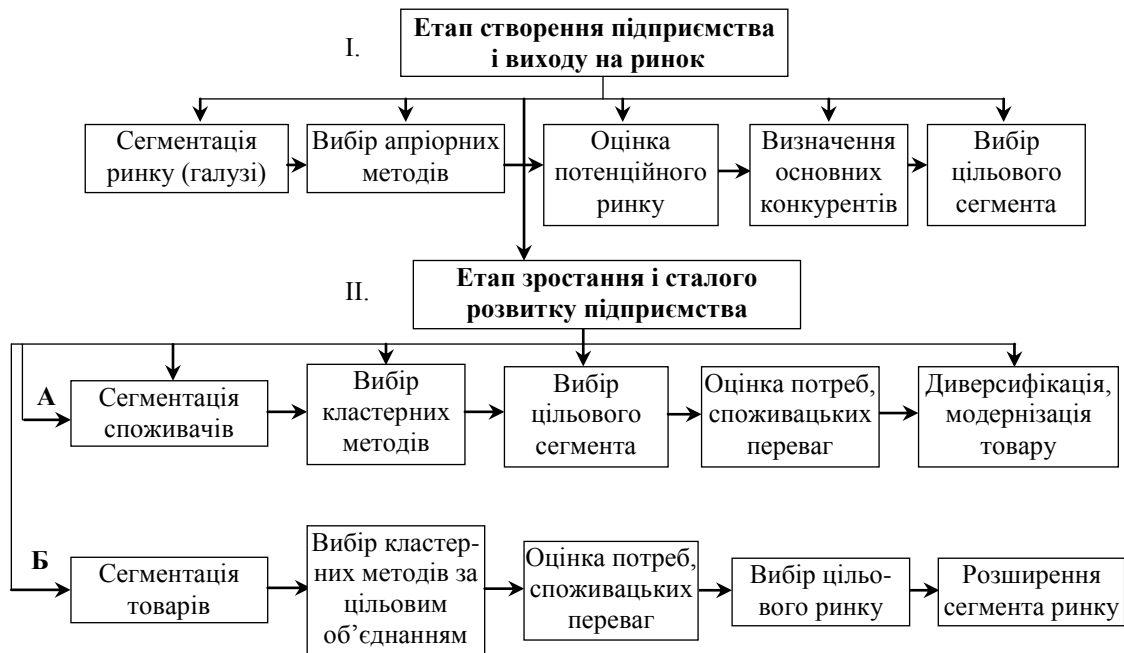 Етап створення підприємства
і виходу на ринок
I.
Сегментація
ринку (галузі)
Вибір апріорних
методів
Оцінка
потенційного
ринку
Визначення
основних
конкурентів
Вибір
цільового
сегмента
Етап зростання і сталого
розвитку підприємства
II.
А
Сегментація
споживачів
Вибір
кластерних
методів
Вибір
цільового
сегмента
Оцінка потреб,
споживацьких
переваг
Диверсифікація,
модернізація
товару
Б
Сегментація
товарів
Вибір кластер-
них методів за
цільовим
об’єднанням
Оцінка потреб,
споживацьких
переваг
Вибір цільо-
вого ринку
Розширення
сегмента ринку